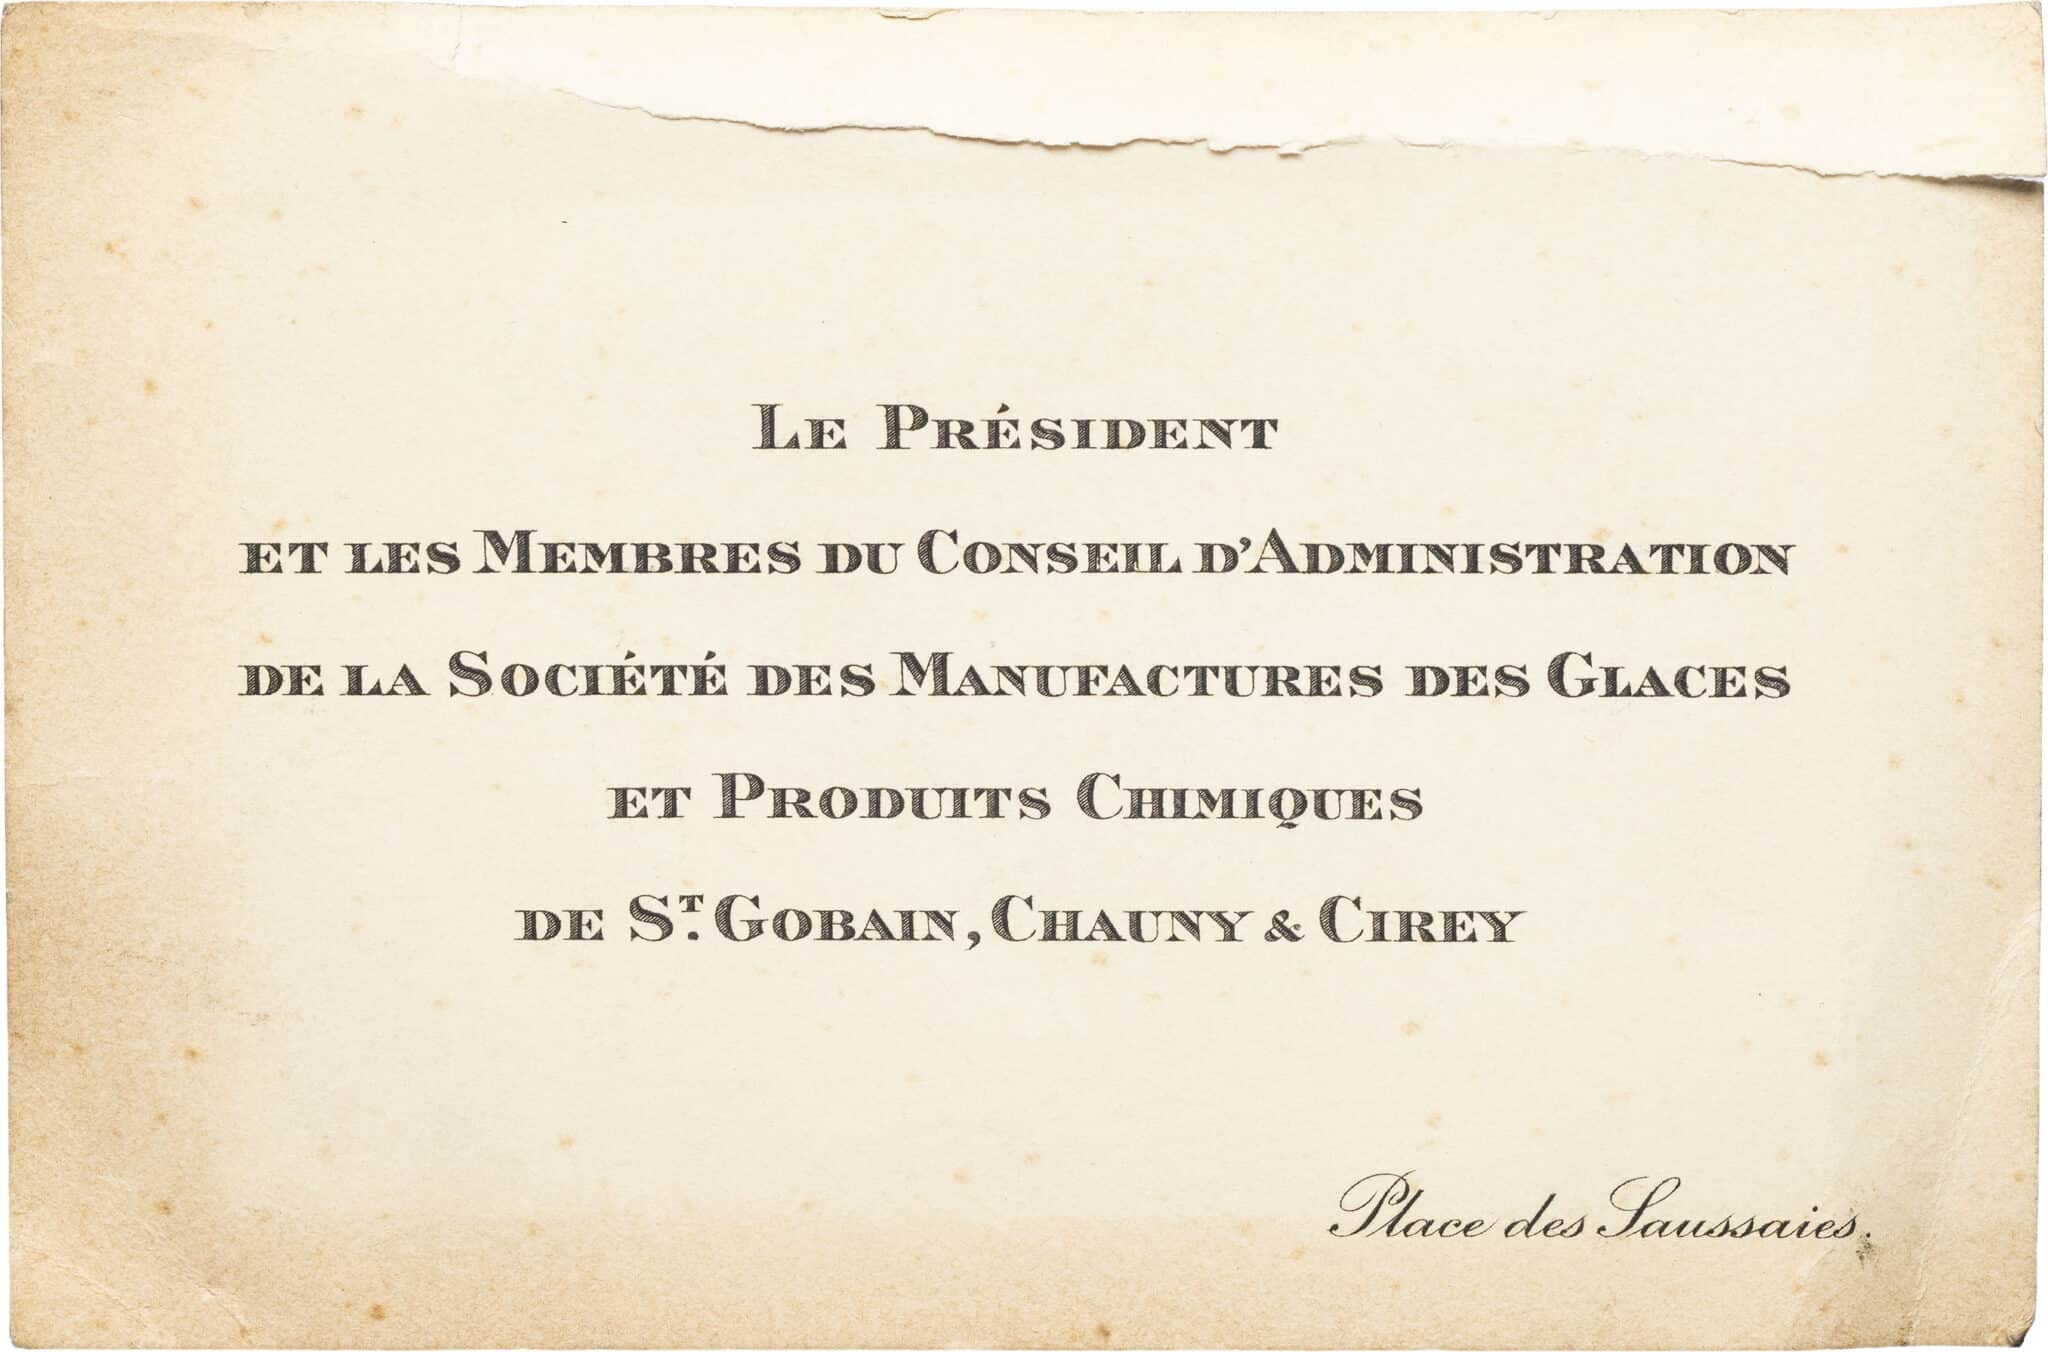 Le Président
et les Membres du Conseil d'Administration
de la Société des Manufactures des Glaces
et Produits Chimiques
de St. Gobain, Chauny & Cirey
Place des Saussaies.